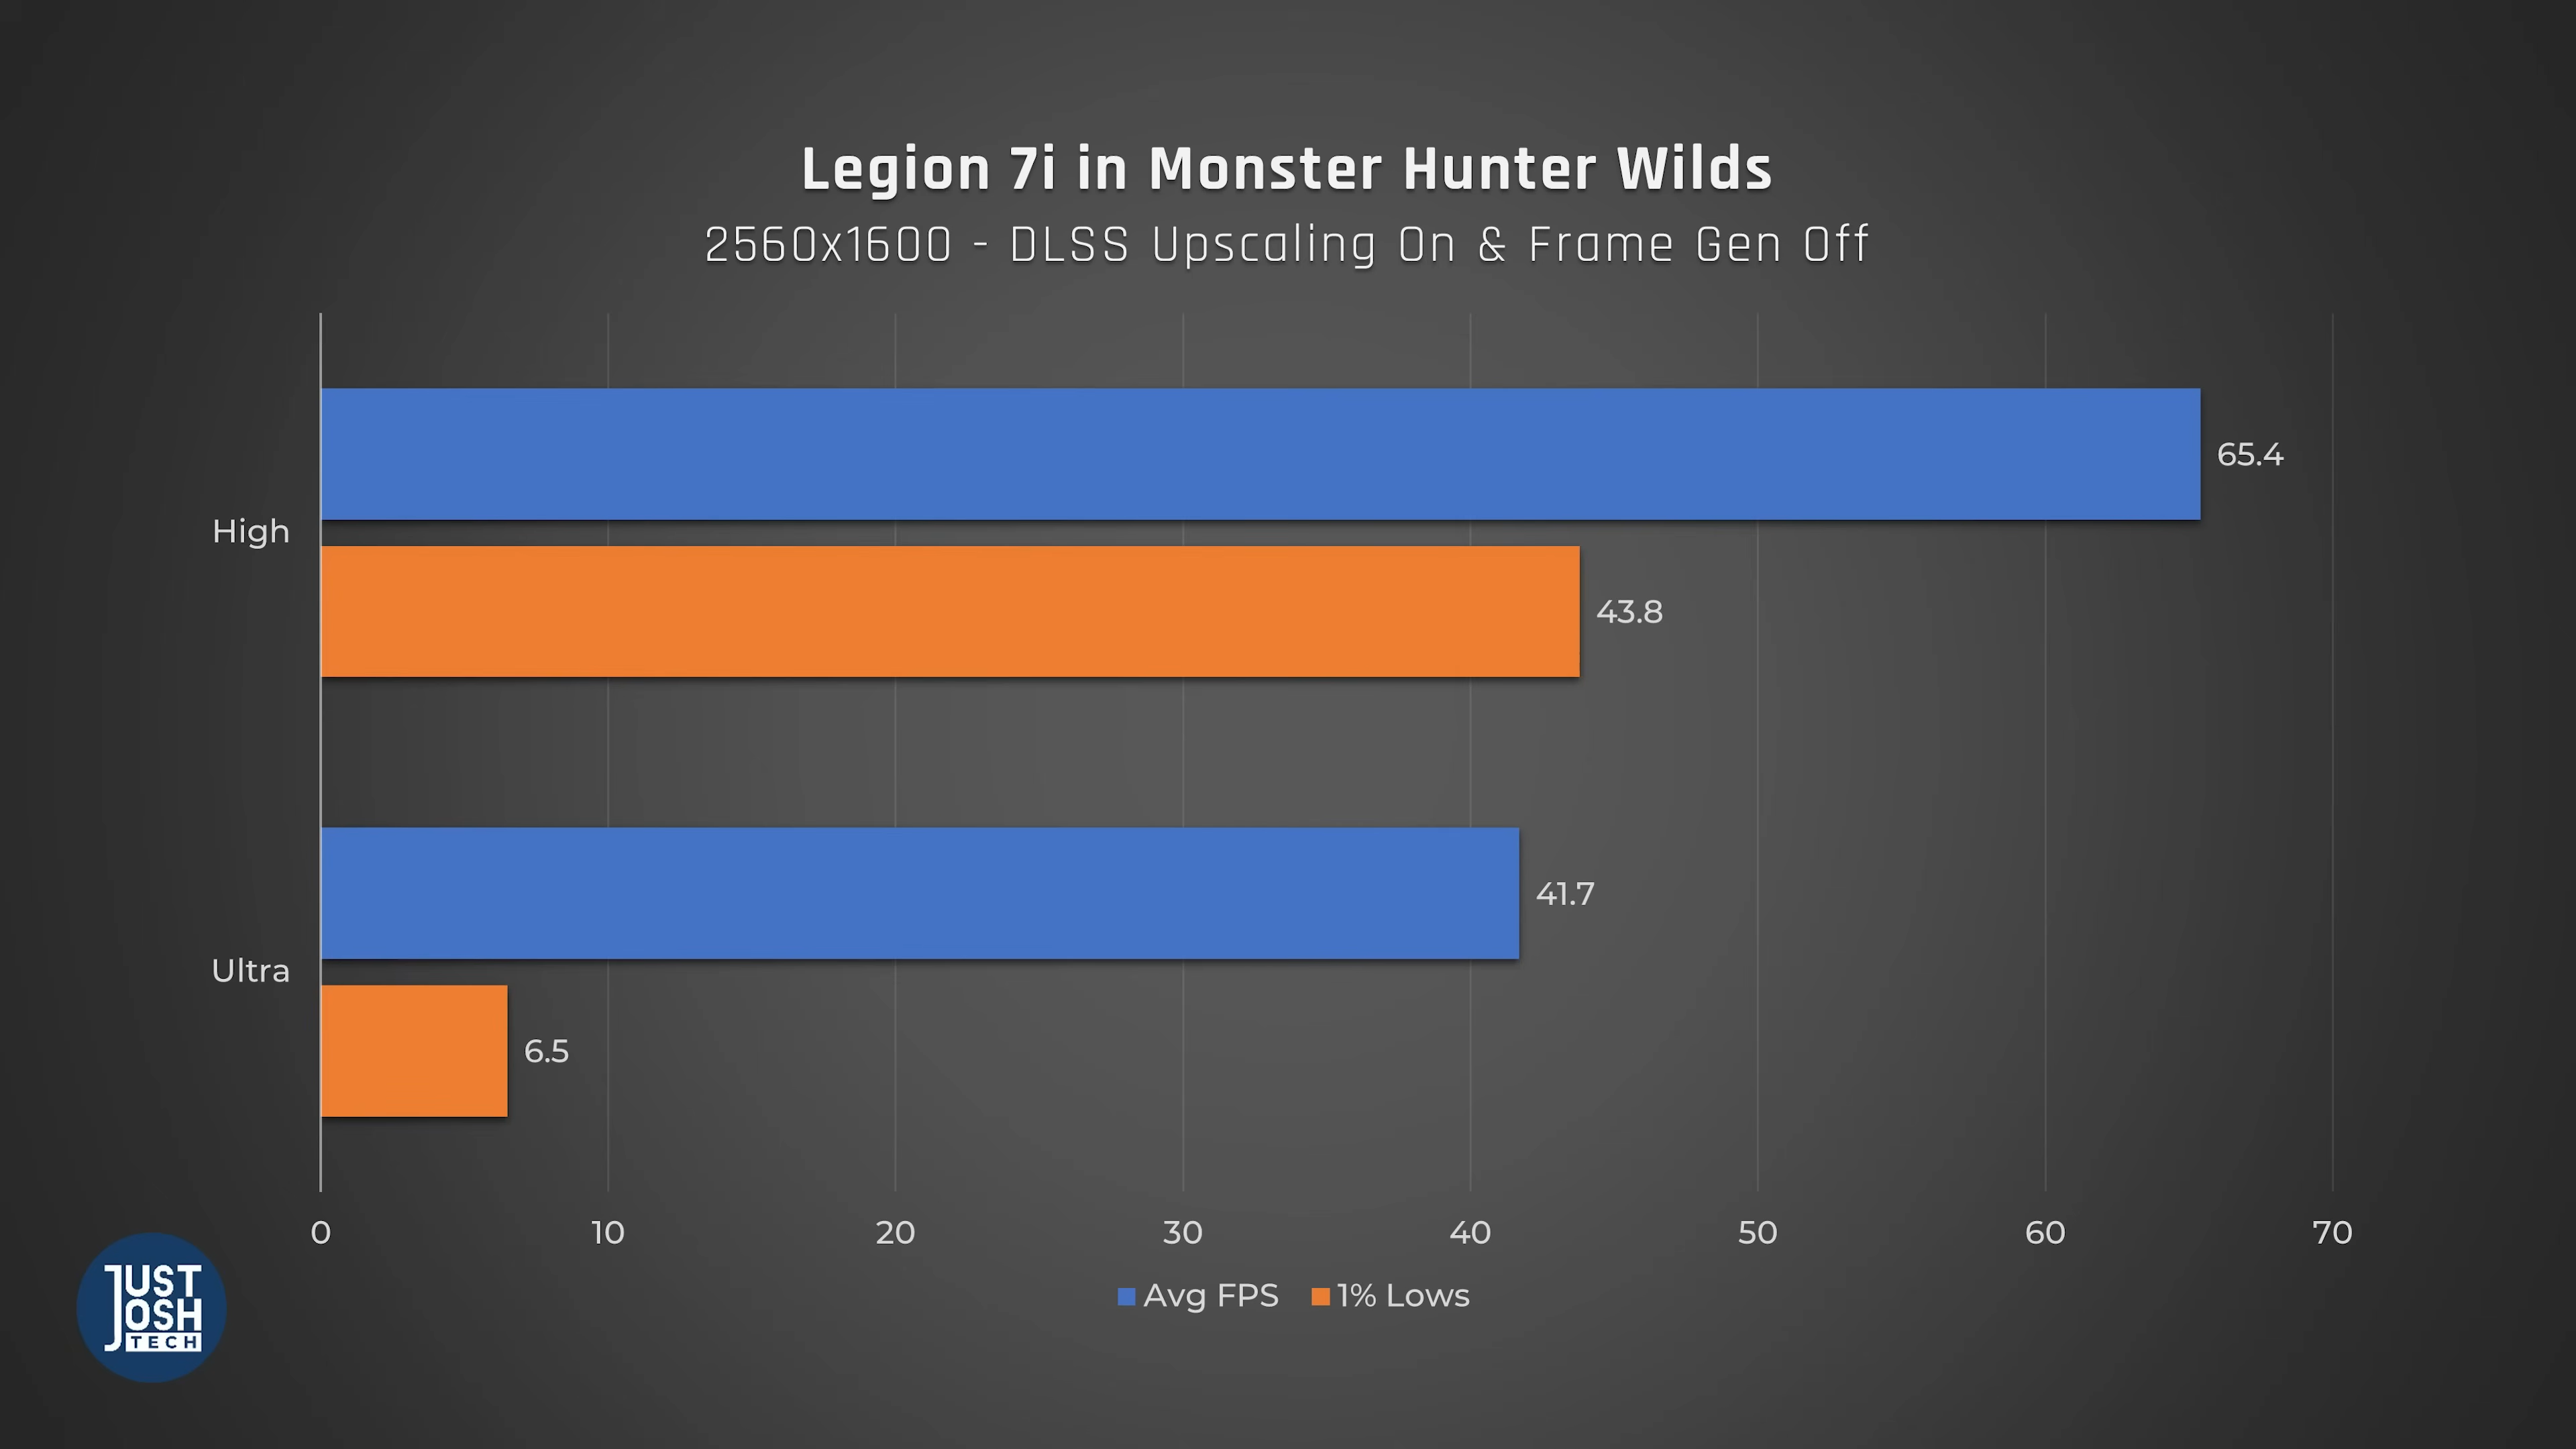 Legion 7i in Monster Hunter Wilds
2560x1600 - DLSS Upscaling On & Frame Gen Off
65.4
High
43.8
41.7
Ultra
6.5
0 10 20 30 40 50 60 70
Avg FPS 1% Lows
JUST
JOSH
TECH